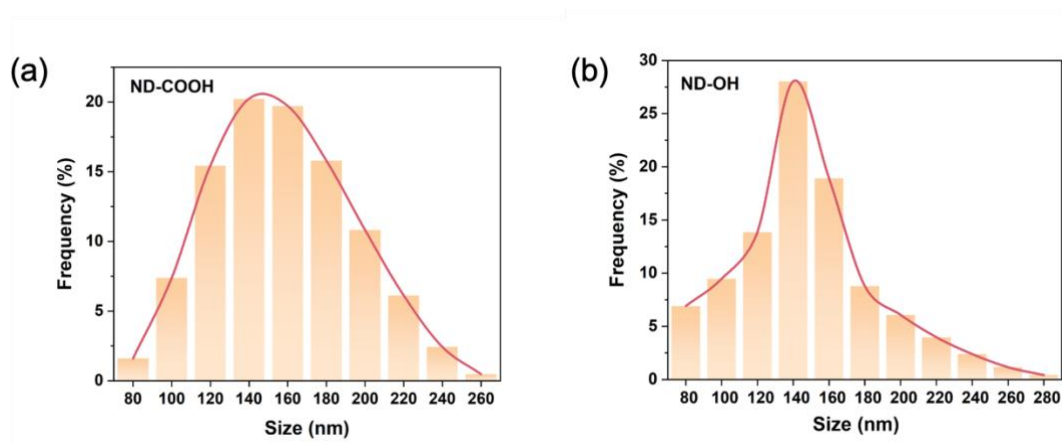 (a)
ND-COOH
Frequency (%)
20
15
10
5
0
80 100 120 140 160 180 200 220 240 260
Size (nm)
(b)
ND-OH
Frequency (%)
30
25
20
15
10
5
0
80 100 120 140 160 180 200 220 240 260 280
Size (nm)